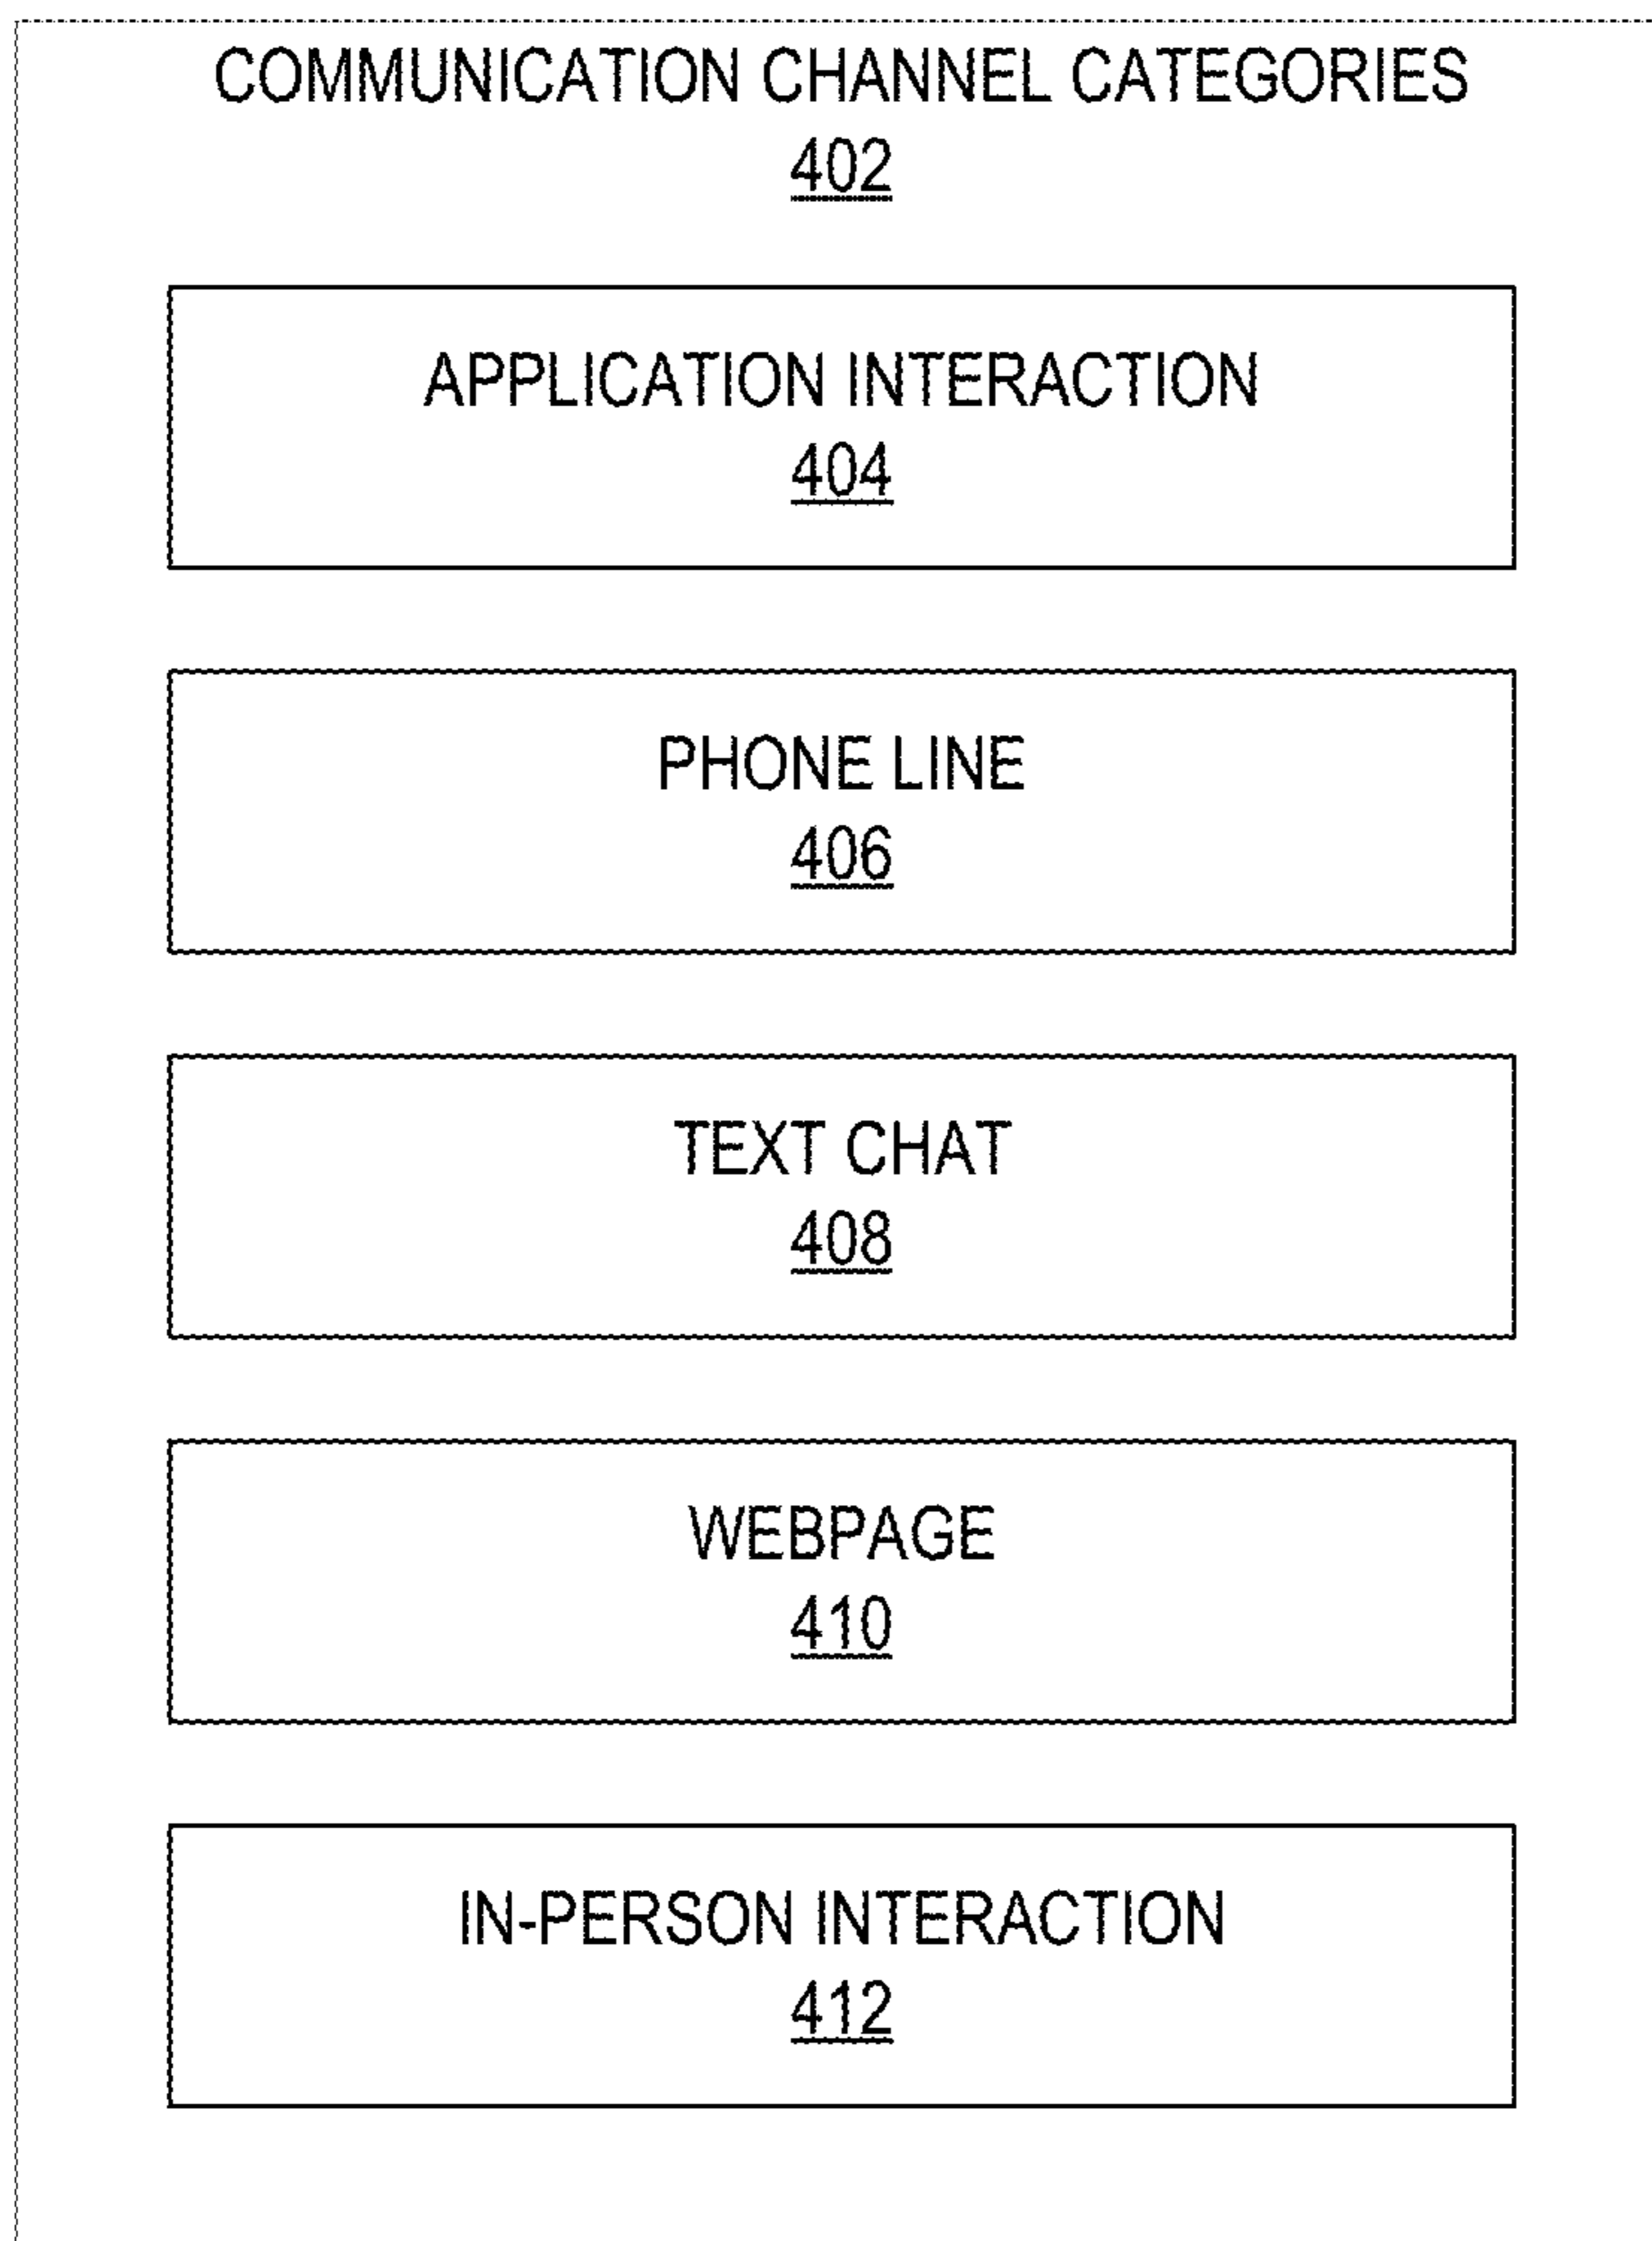 COMMUNICATION CHANNEL CATEGORIES
402
APPLICATION INTERACTION
404
PHONE LINE
406
TEXT CHAT
408
WEBPAGE
410
IN-PERSON INTERACTION
412